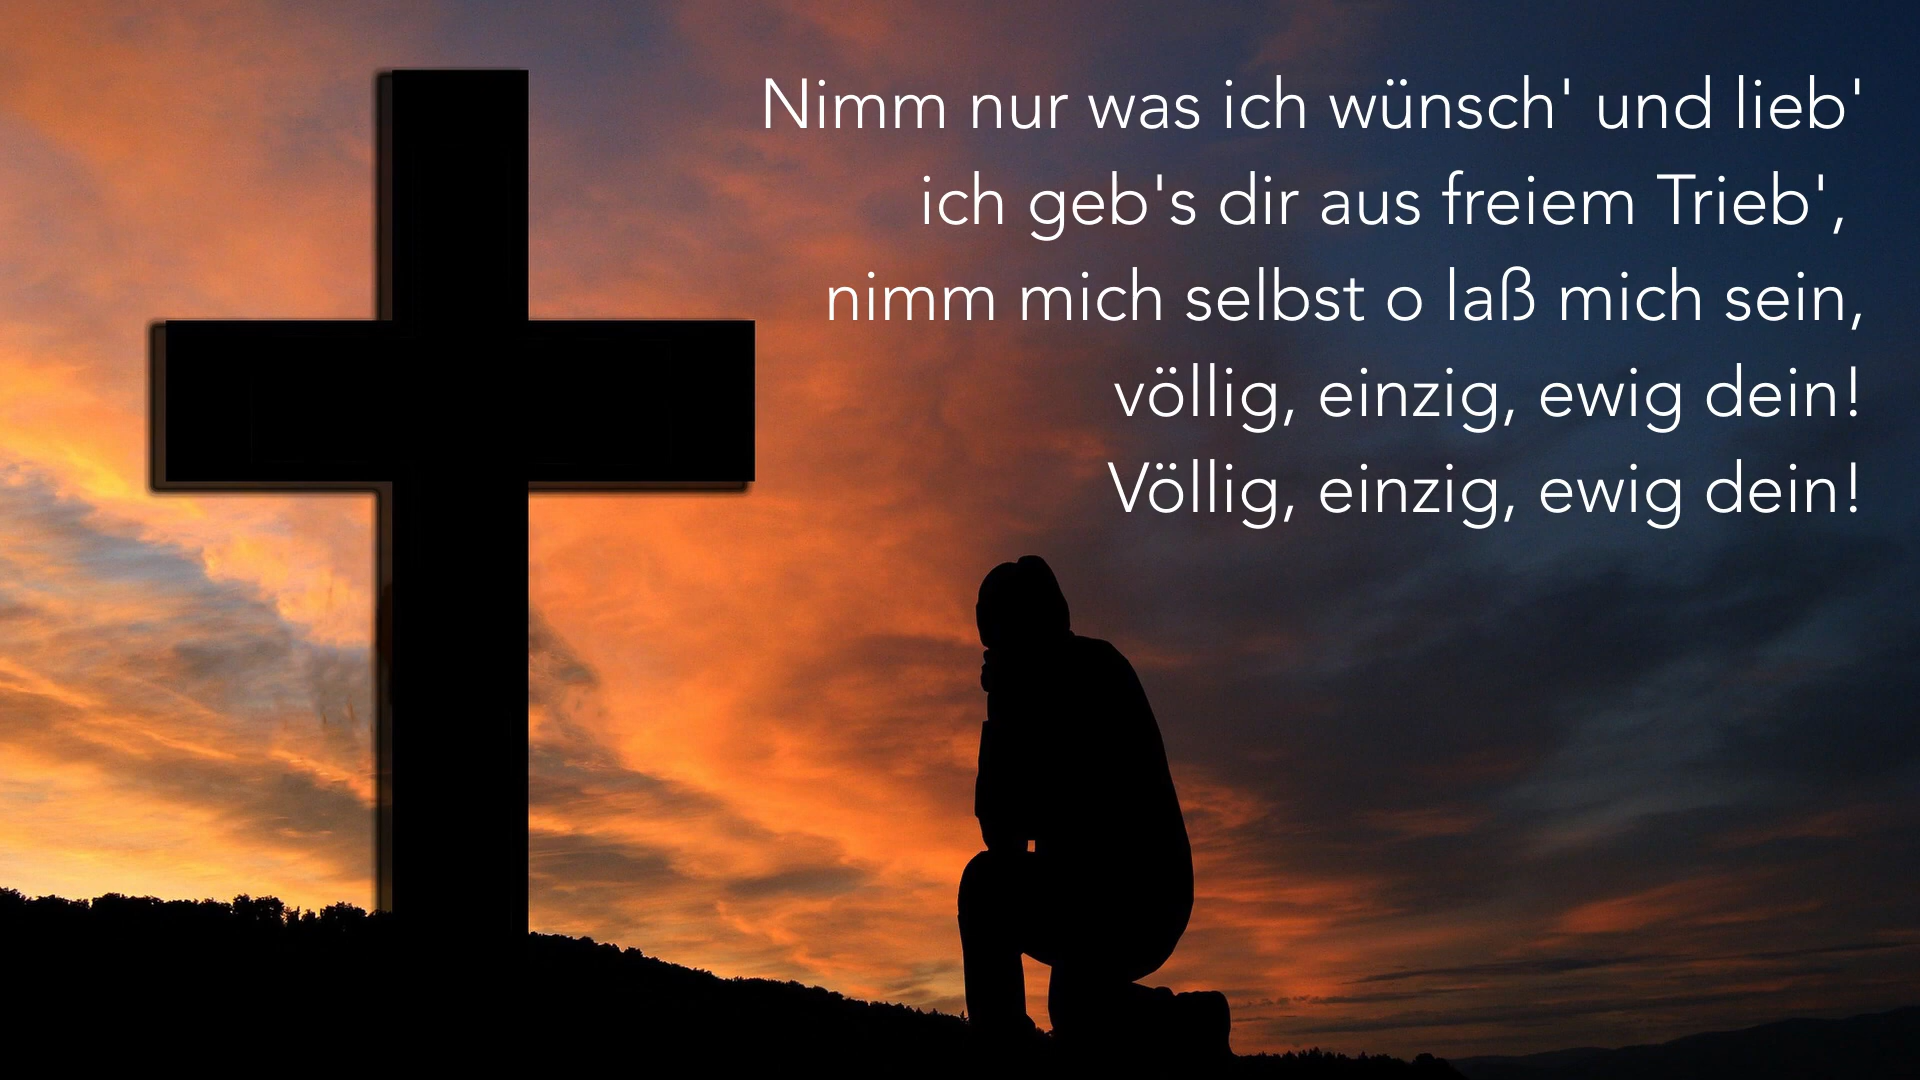 Nimm nur was ich wünsch' und lieb'
ich geb's dir aus freiem Trieb',
nimm mich selbst o laß mich sein,
völlig, einzig, ewig dein!
Völlig, einzig, ewig dein!